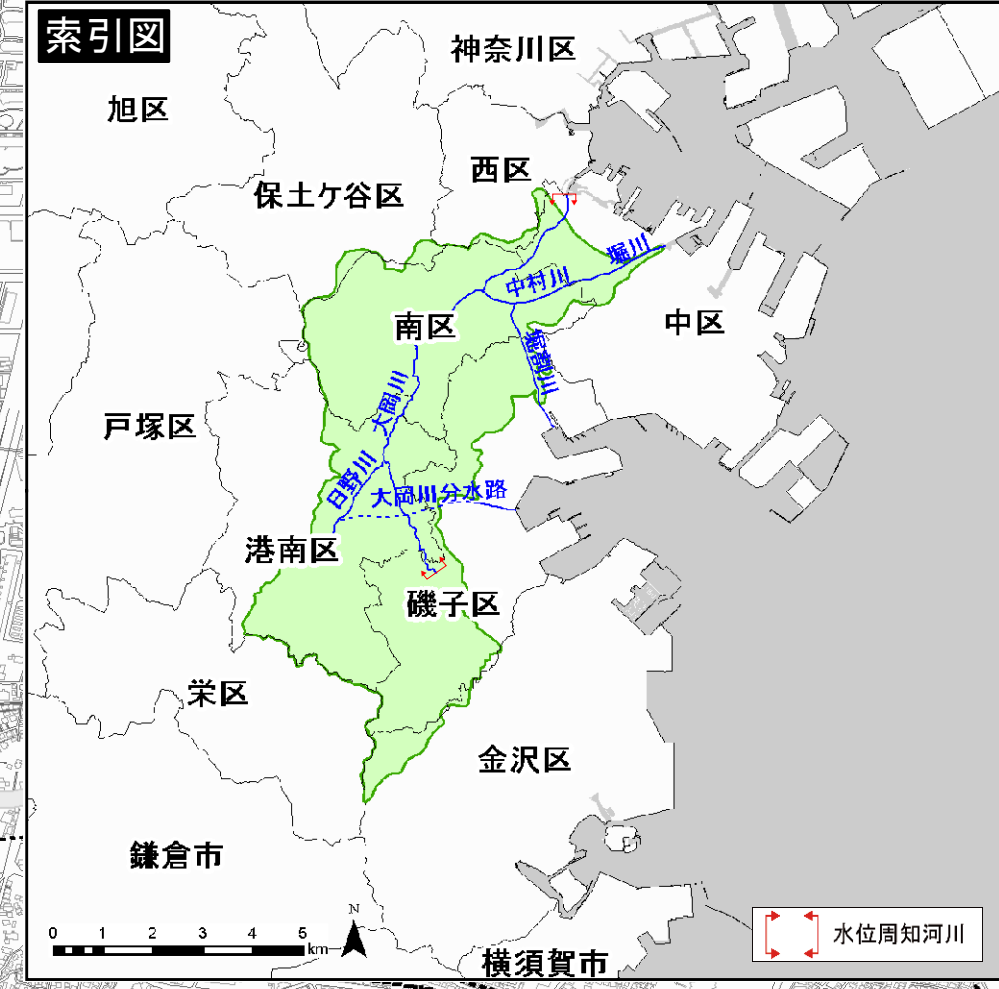 索引図
神奈川区
旭区
西区
保土ケ谷区
堀川
中村川
南区
中区
堀割川
大岡川
戸塚区
日野川
大岡川分水路
港南区
磯子区
栄区
金沢区
鎌倉市
N
0 1 2 3 4 5
km
水位周知河川
横須賀市